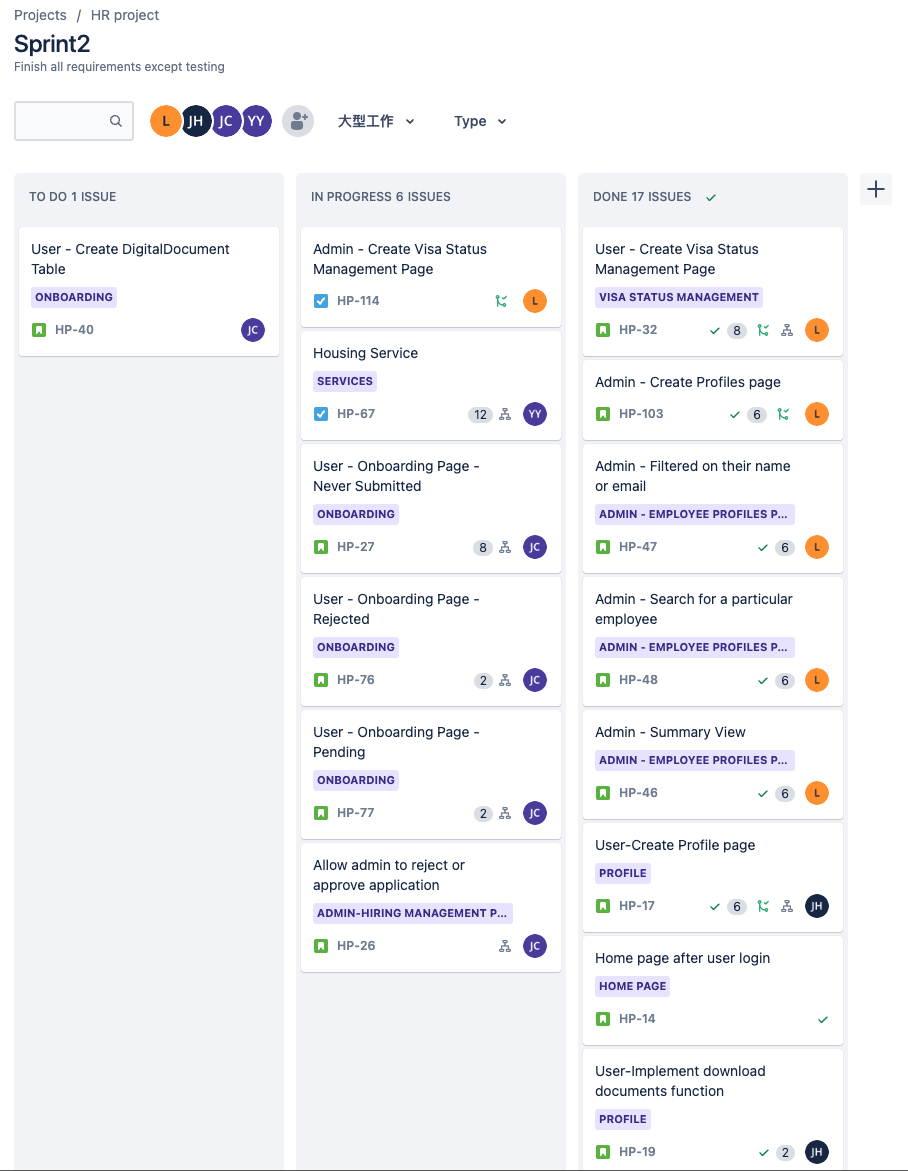 Projects / HR project
Sprint2
Finish all requirements except testing
L JH JC YY 大型工作 Type
TO DO 1 ISSUE
User - Create DigitalDocument
Table
ONBOARDING
HP-40 JC
IN PROGRESS 6 ISSUES
Admin - Create Visa Status
Management Page
HP-114 L
Housing Service
SERVICES
HP-67 12 YY
User - Onboarding Page -
Never Submitted
ONBOARDING
HP-27 8 JC
User - Onboarding Page -
Rejected
ONBOARDING
HP-76 2 JC
User - Onboarding Page -
Pending
ONBOARDING
HP-77 2 JC
Allow admin to reject or
approve application
ADMIN-HIRING MANAGEMENT P...
HP-26 JC
DONE 17 ISSUES
User - Create Visa Status
Management Page
VISA STATUS MANAGEMENT
HP-32 8 L
Admin - Create Profiles page
HP-103 6 L
Admin - Filtered on their name
or email
ADMIN - EMPLOYEE PROFILES P...
HP-47 6 L
Admin - Search for a particular
employee
ADMIN - EMPLOYEE PROFILES P...
HP-48 6 L
Admin - Summary View
ADMIN - EMPLOYEE PROFILES P...
HP-46 6 L
User-Create Profile page
PROFILE
HP-17 6 JH
Home page after user login
HOME PAGE
HP-14
User-Implement download
documents function
PROFILE
HP-19 2 JH